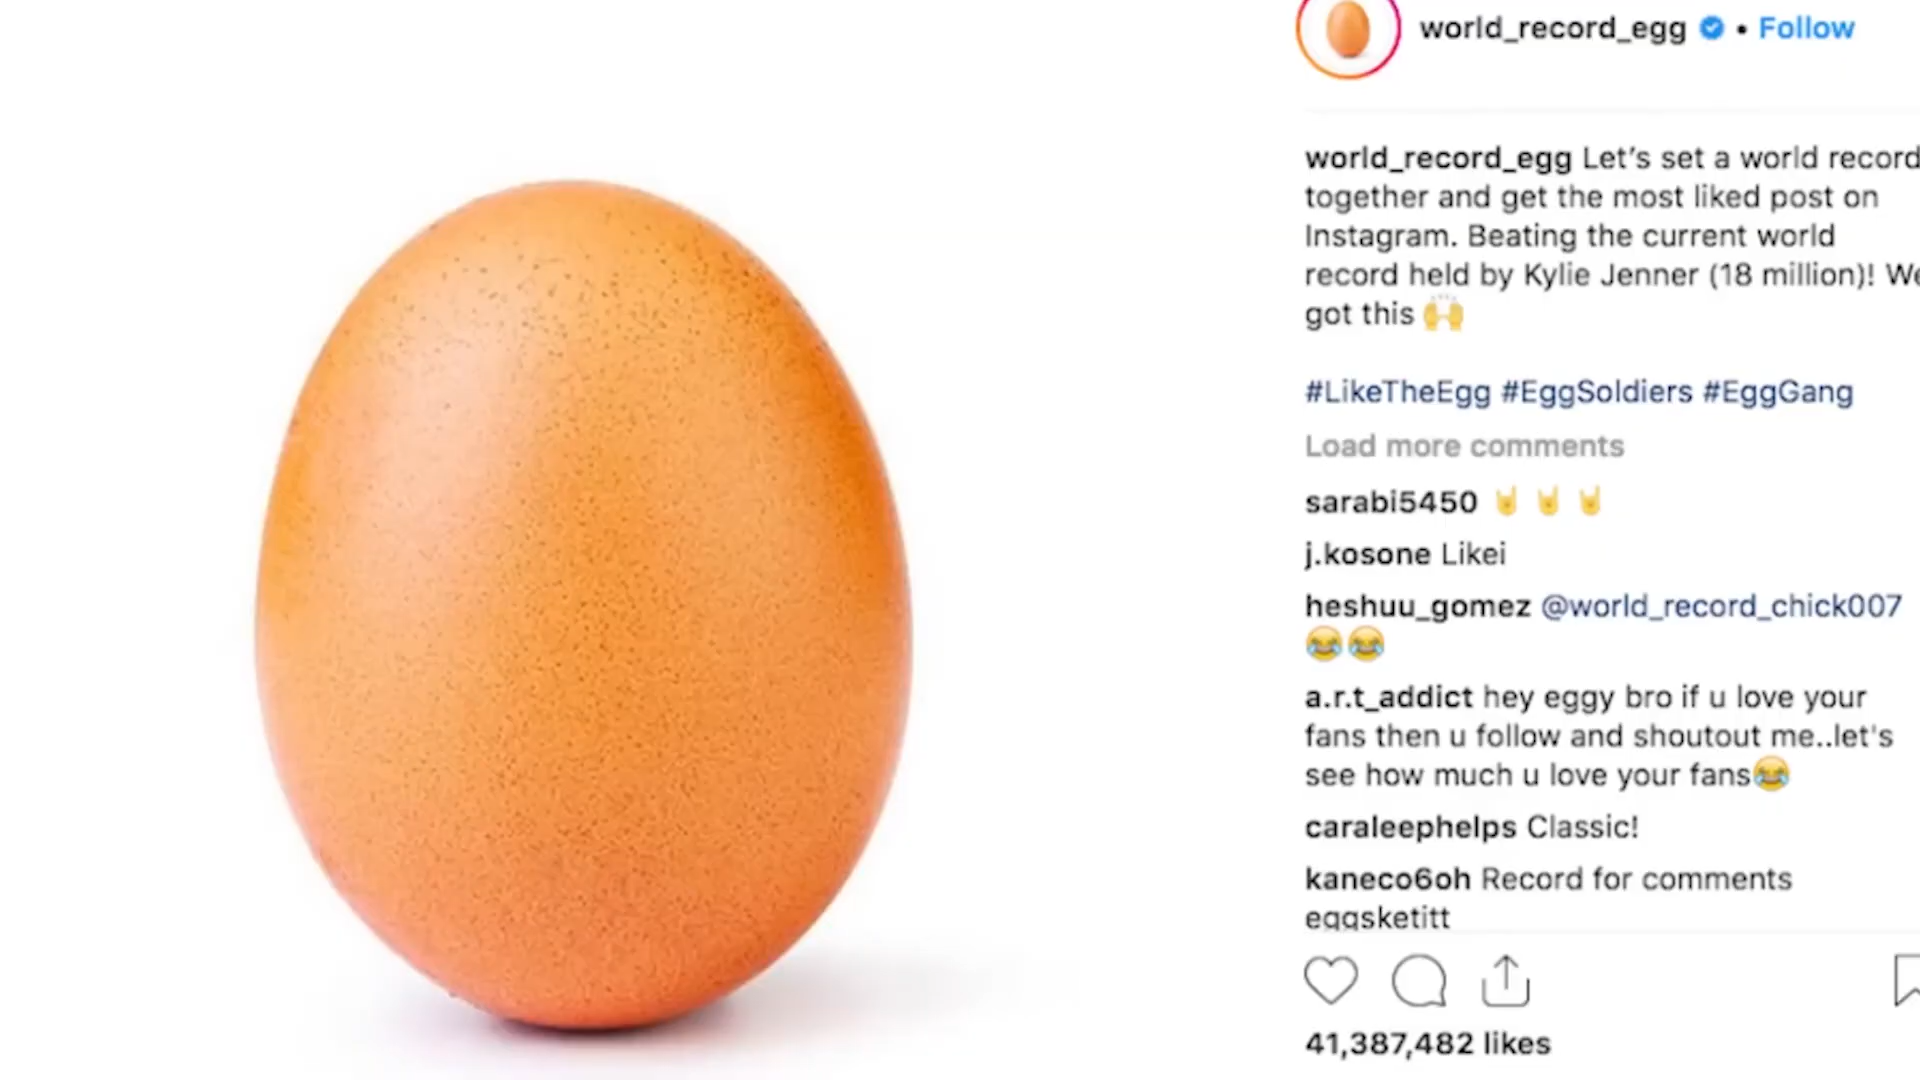 world_record_egg • Follow
world_record_egg Let's set a world record
together and get the most liked post on
Instagram. Beating the current world
record held by Kylie Jenner (18 million)! We
got this 🙌
#LikeTheEgg #EggSoldiers #EggGang
Load more comments
sarabi5450 🤘 🤘 🤘
j.kosone Likei
heshuu_gomez @world_record_chick007
😂😂
a.r.t_addict hey eggy bro if u love your
fans then u follow and shoutout me..let's
see how much u love your fans😂
caraleephelps Classic!
kaneco6oh Record for comments
eggsketitt
41,387,482 likes